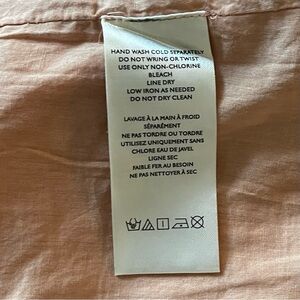 HAND WASH COLD SEPARATELY
DO NOT WRING OR TWIST
USE ONLY NON-CHLORINE
BLEACH
LINE DRY
LOW IRON AS NEEDED
DO NOT DRY CLEAN
LAVAGE À LA MAIN À FROID
SÉPARÉMENT
NE PAS TORDU OU TORDRE
UTILISEZ UNIQUEMENT SANS
CHLORE EAU DE JAVEL
LIGNE SEC
FAIBLE FER AU BESOIN
NE PAS NETTOYER À SEC